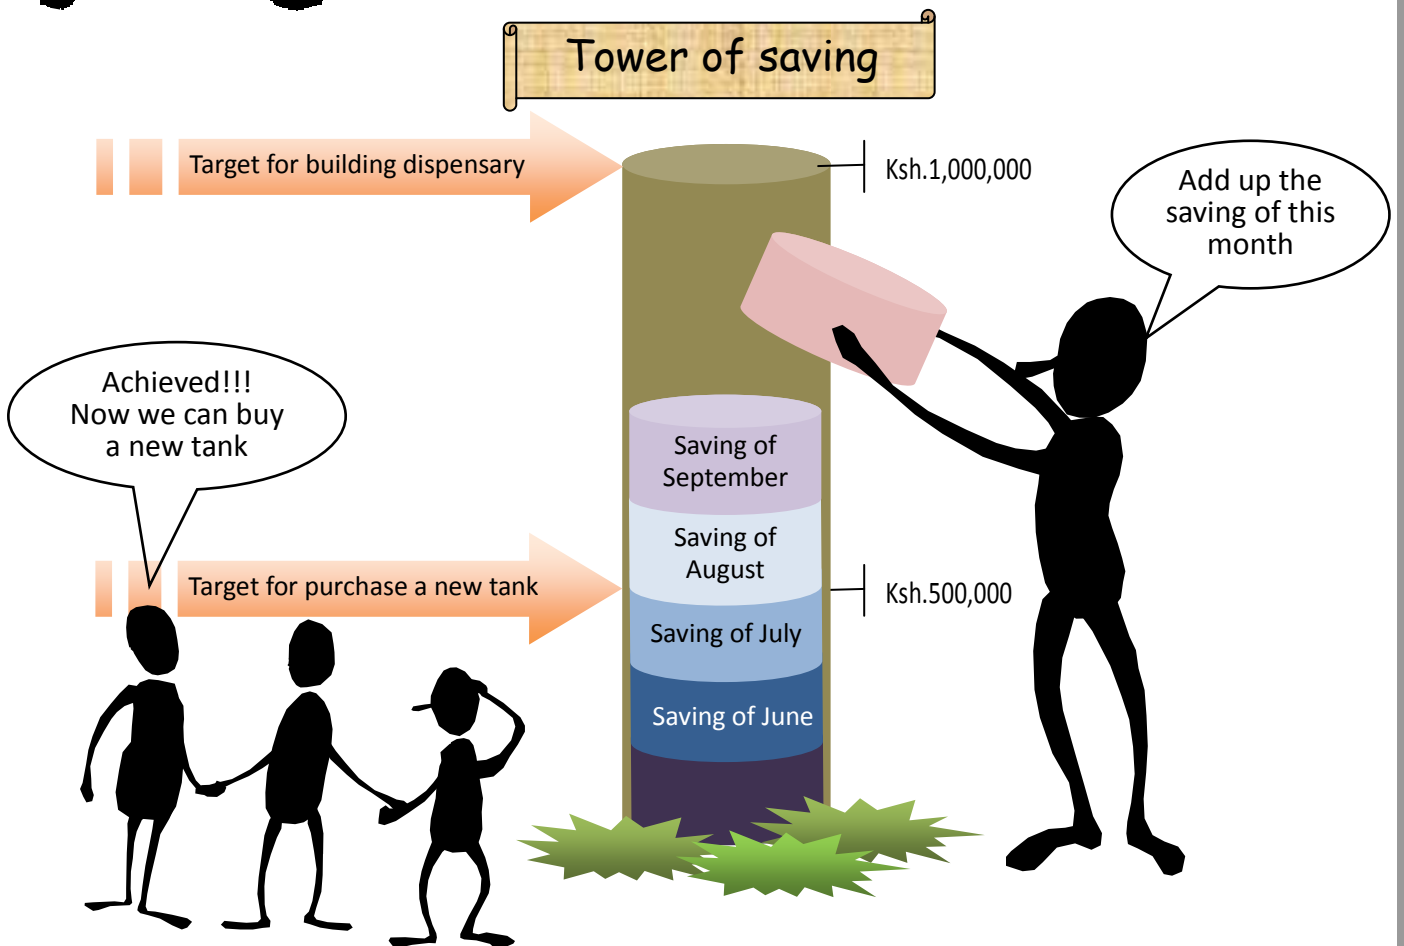 Tower of saving
Target for building dispensary
Ksh.1,000,000
Add up the
saving of this
month
Achieved!!!
Now we can buy
a new tank
Saving of
September
Saving of
August
Target for purchase a new tank
Ksh.500,000
Saving of July
Saving of June